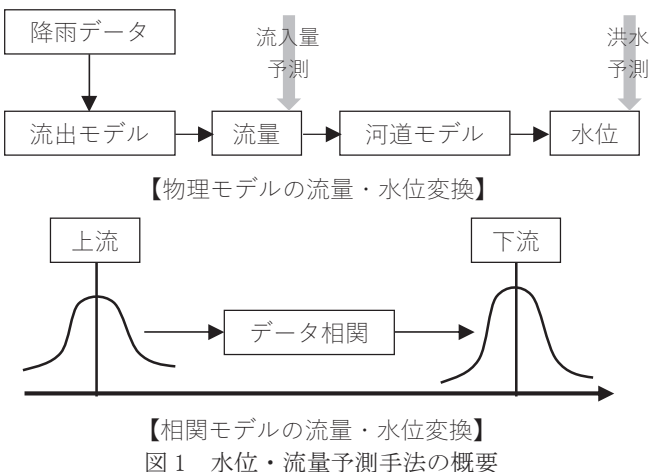 降雨データ
流入量
予測
洪水
予測
流出モデル
流量
河道モデル
水位
【物理モデルの流量・水位変換】
上流
下流
データ相関
【相関モデルの流量・水位変換】
図1 水位・流量予測手法の概要